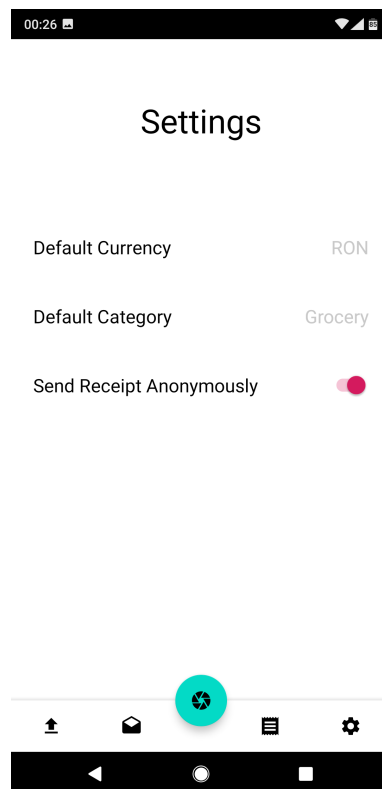 00:26
Settings
Default Currency RON
Default Category Grocery
Send Receipt Anonymously